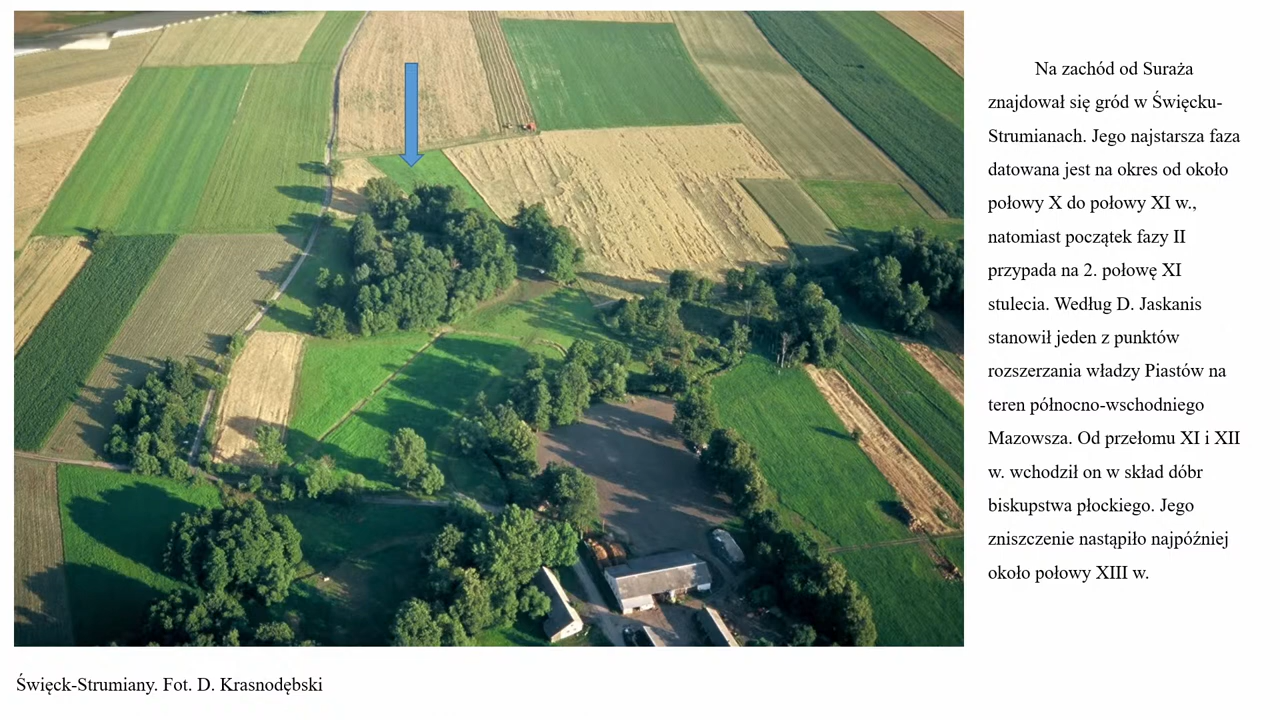 Na zachód od Suraża
znajdował się gród w Święcku-
Strumianach. Jego najstarsza faza
datowana jest na okres od około
połowy X do połowy XI w.,
natomiast początek fazy II
przypada na 2. połowę XI
stulecia. Według D. Jaskanis
stanowił jeden z punktów
rozszerzania władzy Piastów na
teren północno-wschodniego
Mazowsza. Od przełomu XI i XII
w. wchodził on w skład dóbr
biskupstwa płockiego. Jego
zniszczenie nastąpiło najpóźniej
około połowy XIII w.
Święck-Strumiany. Fot. D. Krasnodębski